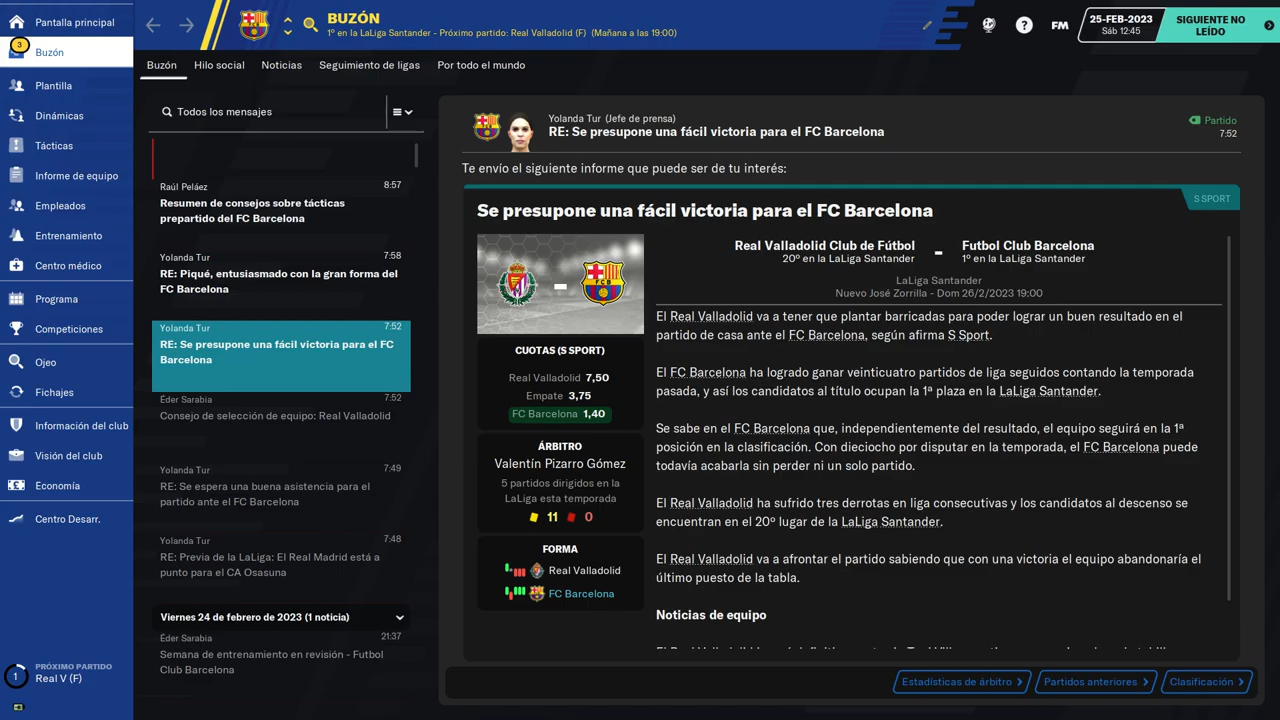 Pantalla principal
3
Buzón
Plantilla
Dinámicas
Tácticas
Informe de equipo
Empleados
Entrenamiento
Centro médico
Programa
Competiciones
Ojeo
Fichajes
Información del club
Visión del club
Economía
Centro Desarr.
1
PRÓXIMO PARTIDO
Real V (F)
BUZÓN
1º en la LaLiga Santander - Próximo partido: Real Valladolid (F) (Mañana a las 19:00)
?
FM
25-FEB-2023
Sáb 12:45
SIGUIENTE NO LEÍDO
Buzón
Hilo social
Noticias
Seguimiento de ligas
Por todo el mundo
Todos los mensajes
Raúl Peláez 8:57
Resumen de consejos sobre tácticas
prepartido del FC Barcelona
Yolanda Tur 7:58
RE: Piqué, entusiasmado con la gran forma del
FC Barcelona
Yolanda Tur 7:52
RE: Se presupone una fácil victoria para el FC
Barcelona
Éder Sarabia 7:52
Consejo de selección de equipo: Real Valladolid
Yolanda Tur 7:49
RE: Se espera una buena asistencia para el
partido ante el FC Barcelona
Yolanda Tur 7:48
RE: Previa de la LaLiga: El Real Madrid está a
punto para el CA Osasuna
Viernes 24 de febrero de 2023 (1 noticia)
Éder Sarabia 21:37
Semana de entrenamiento en revisión - Futbol
Club Barcelona
Yolanda Tur (Jefe de prensa)
RE: Se presupone una fácil victoria para el FC Barcelona
Partido
7:52
Te envío el siguiente informe que puede ser de tu interés:
S SPORT
Se presupone una fácil victoria para el FC Barcelona
Real Valladolid Club de Fútbol - Futbol Club Barcelona
20º en la LaLiga Santander 1º en la LaLiga Santander
LaLiga Santander
Nuevo José Zorrilla - Dom 26/2/2023 19:00
CUOTAS (S SPORT)
Real Valladolid 7,50
Empate 3,75
FC Barcelona 1,40
ÁRBITRO
Valentín Pizarro Gómez
5 partidos dirigidos en la
LaLiga esta temporada
11 0
FORMA
Real Valladolid
FC Barcelona
El Real Valladolid va a tener que plantar barricadas para poder lograr un buen resultado en el
partido de casa ante el FC Barcelona, según afirma S Sport.
El FC Barcelona ha logrado ganar veinticuatro partidos de liga seguidos contando la temporada
pasada, y así los candidatos al título ocupan la 1ª plaza en la LaLiga Santander.
Se sabe en el FC Barcelona que, independientemente del resultado, el equipo seguirá en la 1ª
posición en la clasificación. Con dieciocho por disputar en la temporada, el FC Barcelona puede
todavía acabarla sin perder ni un solo partido.
El Real Valladolid ha sufrido tres derrotas en liga consecutivas y los candidatos al descenso se
encuentran en el 20º lugar de la LaLiga Santander.
El Real Valladolid va a afrontar el partido sabiendo que con una victoria el equipo abandonaría el
último puesto de la tabla.
Noticias de equipo
Estadísticas de árbitro
Partidos anteriores
Clasificación